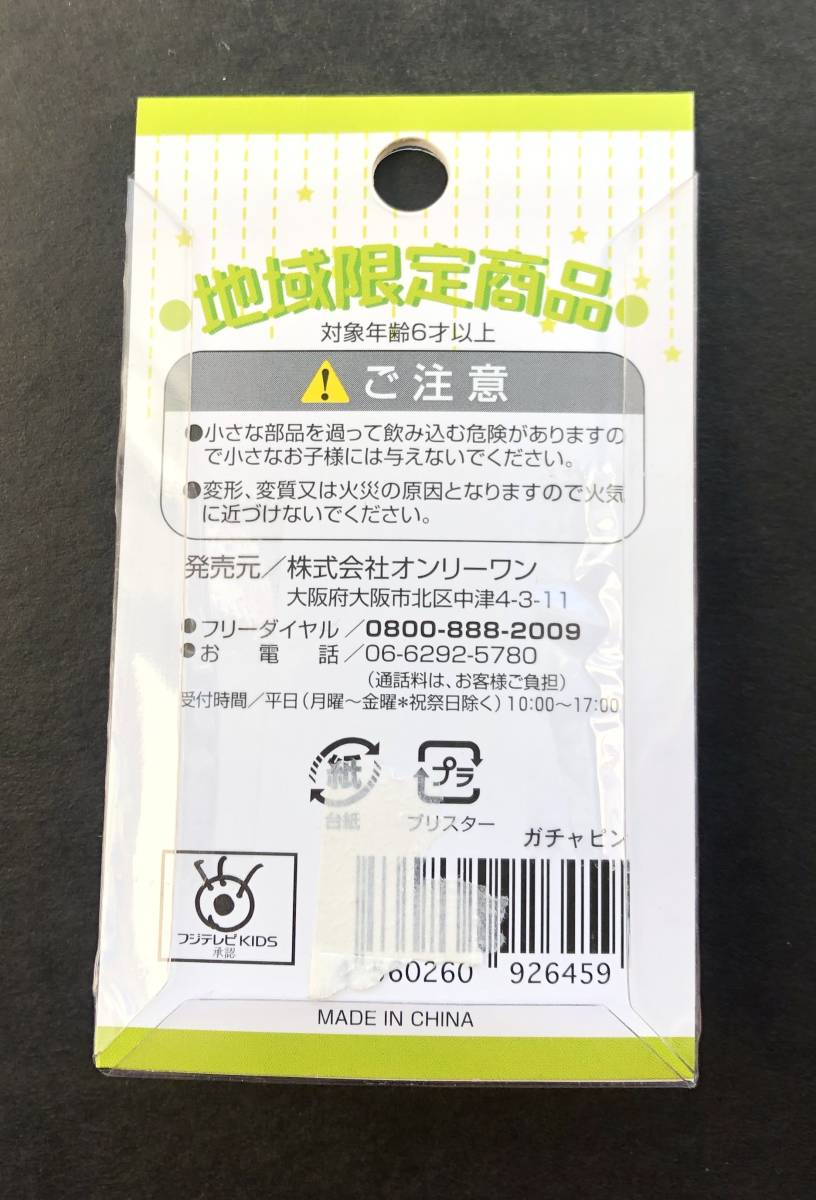 地域限定商品
対象年齢6才以上
ご注意
●小さな部品を過って飲み込む危険がありますの
で小さなお子様には与えないでください。
●変形、変質又は火災の原因となりますので火気
に近づけないでください。
発売元/株式会社オンリーワン
大阪府大阪市北区中津4-3-11
●フリーダイヤル/0800-888-2009
●お電話/06-6292-5780
(通話料は、お客様ご負担)
受付時間/平日(月曜〜金曜*祝祭日除く)10:00〜17:00
紙
プラ
台紙
ブリスター
ガチャピン
フジテレビKIDS
承認
60260 926459
MADE IN CHINA